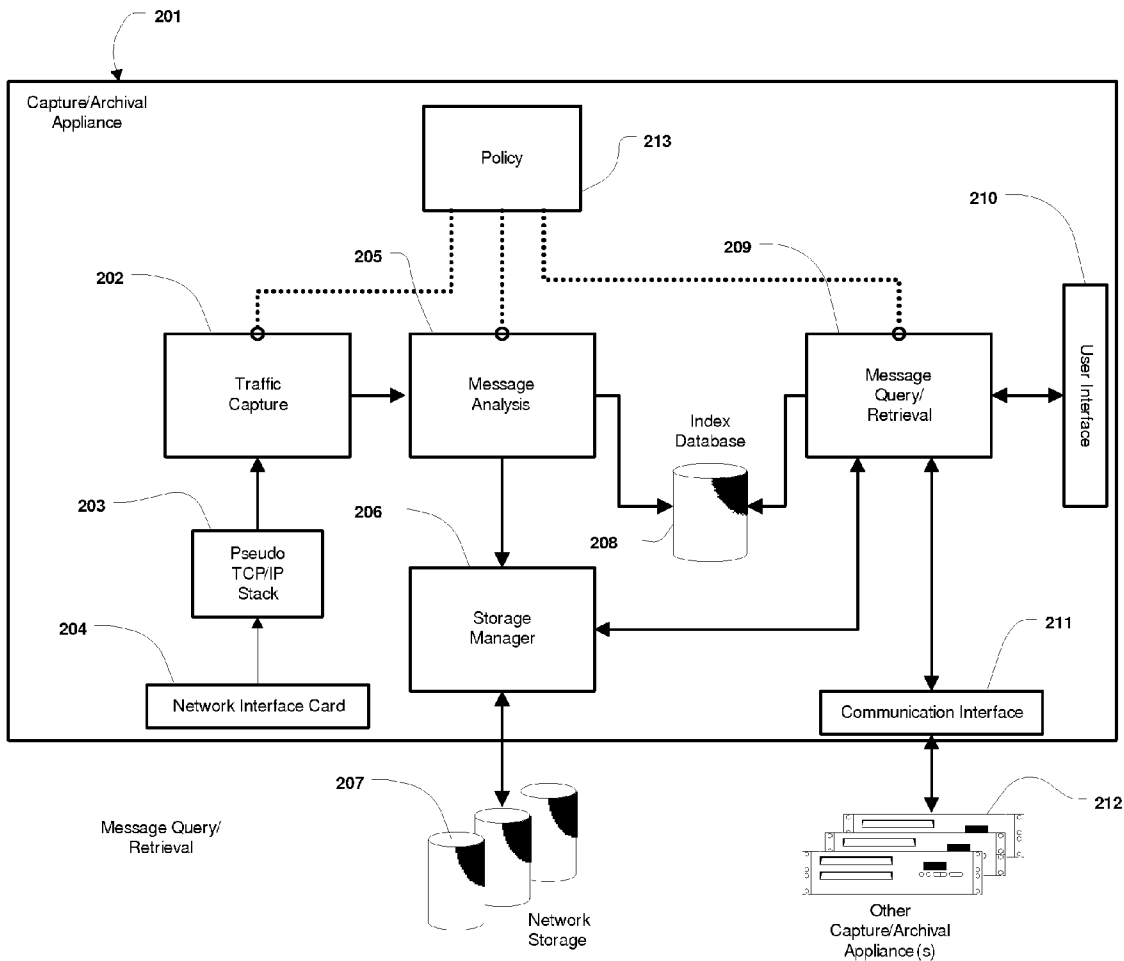 201
Capture/Archival
Appliance
Policy
213
210
202
205
209
Traffic
Capture
Message
Analysis
Message
Query/
Retrieval
User Interface
Index
Database
203
206
208
Pseudo
TCP/IP
Stack
Storage
Manager
204
211
Network Interface Card
Communication Interface
207
212
Message Query/
Retrieval
Network
Storage
Other
Capture/Archival
Appliance(s)